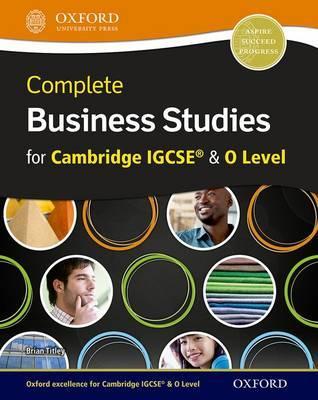 OXFORD
UNIVERSITY PRESS
ASPIRE
SUCCEED
PROGRESS
Complete
Business Studies
for Cambridge IGCSE® & O Level
Brian Titley
Oxford excellence for Cambridge IGCSE® & O Level
OXFORD